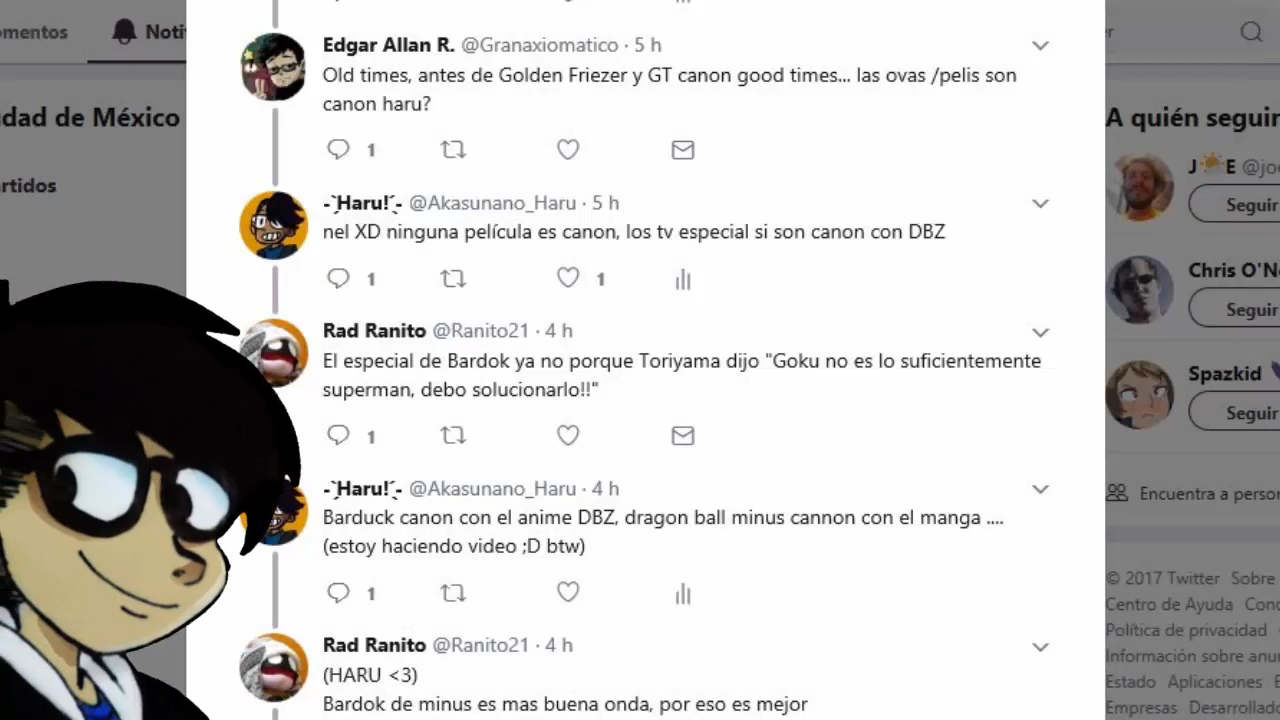 omentos
Noti
r
Edgar Allan R. @Granaxiomatico · 5 h
Old times, antes de Golden Friezer y GT canon good times... las ovas /pelis son
canon haru?
1
-`̗Haru!´̖- @Akasunano_Haru · 5 h
nel XD ninguna película es canon, los tv especial si son canon con DBZ
1
1
Rad Ranito @Ranito21 · 4 h
El especial de Bardok ya no porque Toriyama dijo "Goku no es lo suficientemente
superman, debo solucionarlo!!"
1
-`̗Haru!´̖- @Akasunano_Haru · 4 h
Barduck canon con el anime DBZ, dragon ball minus cannon con el manga ....
(estoy haciendo video ;D btw)
1
Rad Ranito @Ranito21 · 4 h
(HARU <3)
Bardok de minus es mas buena onda, por eso es mejor
dad de México
rtidos
A quién seguir
J☀️E @joe
Seguir
Chris O'Ne
Seguir
Spazkid
Seguir
Encuentra a person
© 2017 Twitter Sobre
Centro de Ayuda Cond
Política de privacidad
Información sobre anun
Estado Aplicaciones E
Empresas Desarrollad